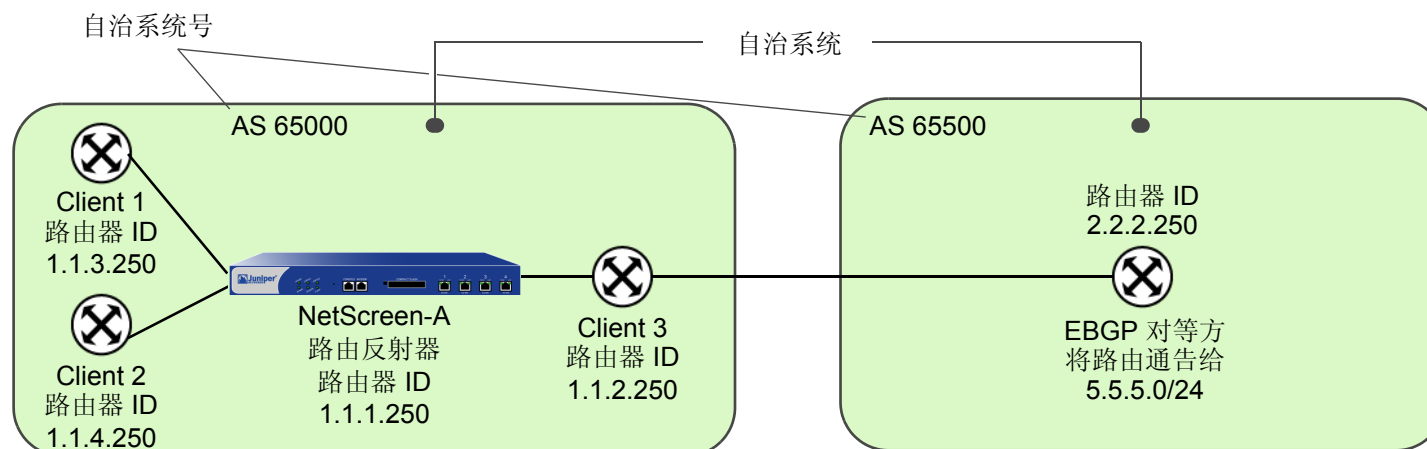 自治系统号
自治系统
AS 65000
Client 1
路由器 ID
1.1.3.250
Client 2
路由器 ID
1.1.4.250
Juniper
NetScreen-A
路由反射器
路由器 ID
1.1.1.250
Client 3
路由器 ID
1.1.2.250
AS 65500
路由器 ID
2.2.2.250
EBGP 对等方
将路由通告给
5.5.5.0/24